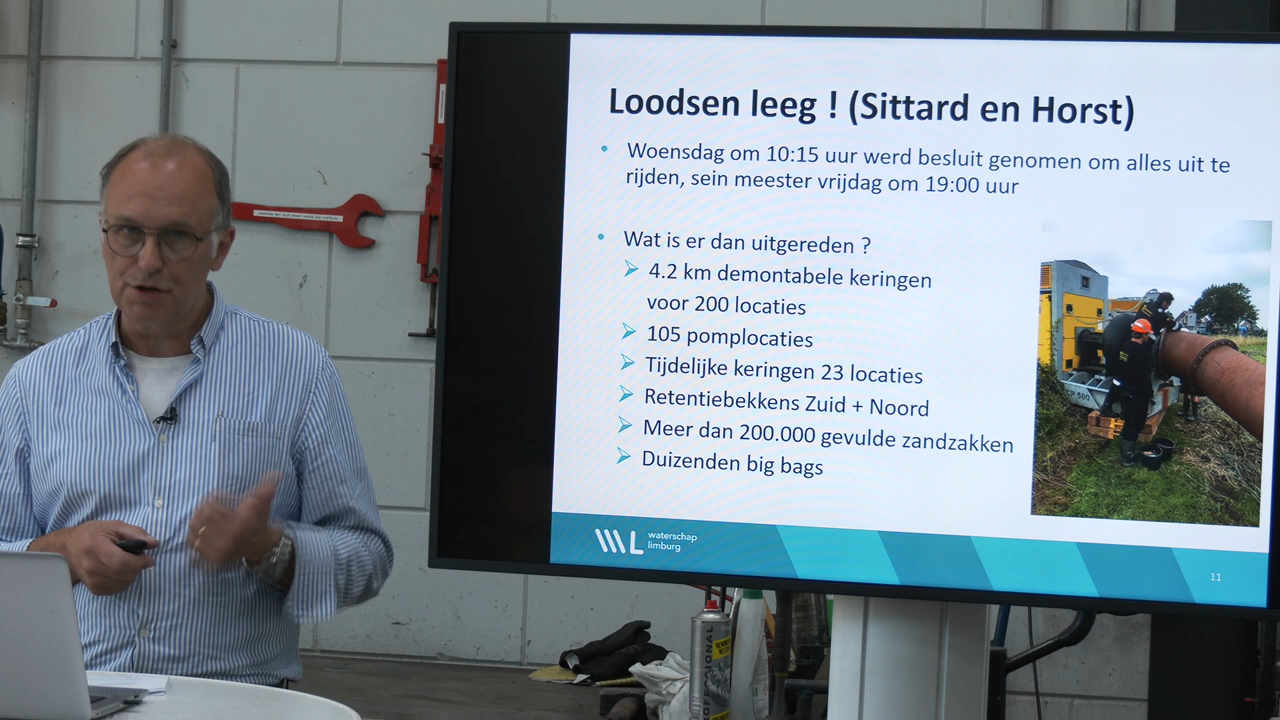 Loodsen leeg ! (Sittard en Horst)
Woensdag om 10:15 uur werd besluit genomen om alles uit te
rijden, sein meester vrijdag om 19:00 uur
Wat is er dan uitgereden ?
4.2 km demontabele keringen
voor 200 locaties
105 pomplocaties
Tijdelijke keringen 23 locaties
Retentiebekkens Zuid + Noord
Meer dan 200.000 gevulde zandzakken
Duizenden big bags
WL waterschap
limburg
11